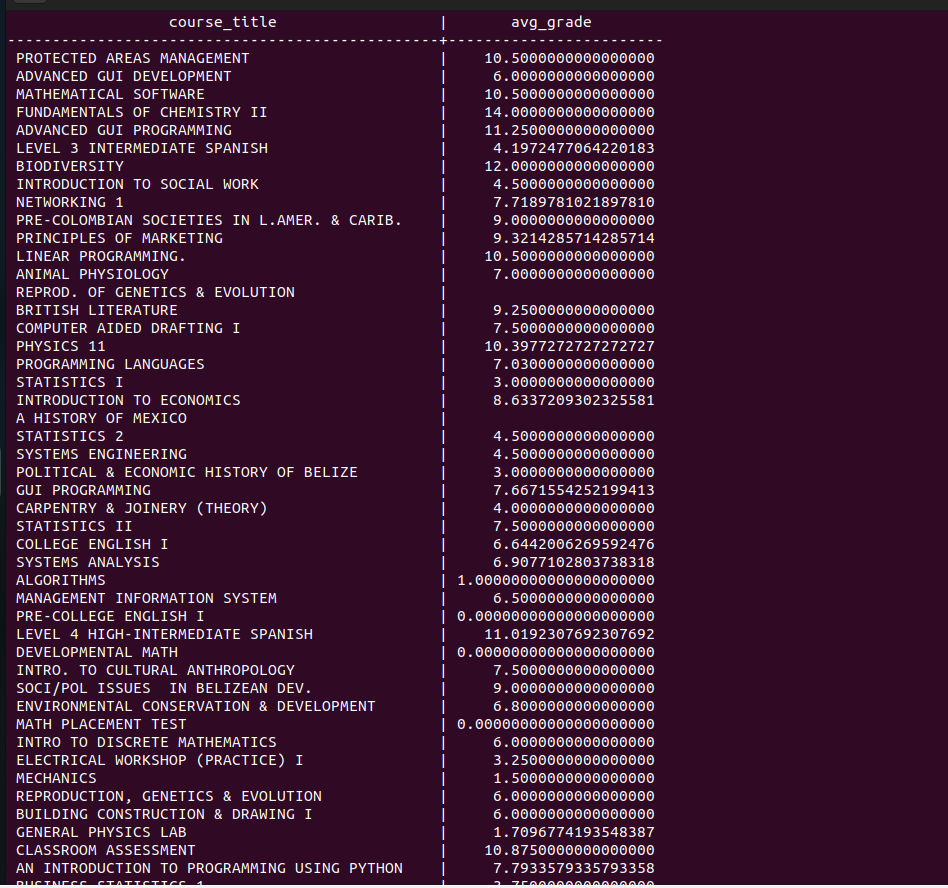 course_title | avg_grade
------------------------------------------------+------------------------
PROTECTED AREAS MANAGEMENT | 10.5000000000000000
ADVANCED GUI DEVELOPMENT | 6.0000000000000000
MATHEMATICAL SOFTWARE | 10.5000000000000000
FUNDAMENTALS OF CHEMISTRY II | 14.0000000000000000
ADVANCED GUI PROGRAMMING | 11.2500000000000000
LEVEL 3 INTERMEDIATE SPANISH | 4.1972477064220183
BIODIVERSITY | 12.0000000000000000
INTRODUCTION TO SOCIAL WORK | 4.5000000000000000
NETWORKING 1 | 7.7189781021897810
PRE-COLOMBIAN SOCIETIES IN L.AMER. & CARIB. | 9.0000000000000000
PRINCIPLES OF MARKETING | 9.3214285714285714
LINEAR PROGRAMMING. | 10.5000000000000000
ANIMAL PHYSIOLOGY | 7.0000000000000000
REPROD. OF GENETICS & EVOLUTION |
BRITISH LITERATURE | 9.2500000000000000
COMPUTER AIDED DRAFTING I | 7.5000000000000000
PHYSICS 11 | 10.3977272727272727
PROGRAMMING LANGUAGES | 7.0300000000000000
STATISTICS I | 3.0000000000000000
INTRODUCTION TO ECONOMICS | 8.6337209302325581
A HISTORY OF MEXICO |
STATISTICS 2 | 4.5000000000000000
SYSTEMS ENGINEERING | 4.5000000000000000
POLITICAL & ECONOMIC HISTORY OF BELIZE | 3.0000000000000000
GUI PROGRAMMING | 7.6671554252199413
CARPENTRY & JOINERY (THEORY) | 4.0000000000000000
STATISTICS II | 7.5000000000000000
COLLEGE ENGLISH I | 6.6442006269592476
SYSTEMS ANALYSIS | 6.9077102803738318
ALGORITHMS | 1.00000000000000000000
MANAGEMENT INFORMATION SYSTEM | 6.5000000000000000
PRE-COLLEGE ENGLISH I | 0.00000000000000000000
LEVEL 4 HIGH-INTERMEDIATE SPANISH | 11.0192307692307692
DEVELOPMENTAL MATH | 0.00000000000000000000
INTRO. TO CULTURAL ANTHROPOLOGY | 7.5000000000000000
SOCI/POL ISSUES  IN BELIZEAN DEV. | 9.0000000000000000
ENVIRONMENTAL CONSERVATION & DEVELOPMENT | 6.8000000000000000
MATH PLACEMENT TEST | 0.00000000000000000000
INTRO TO DISCRETE MATHEMATICS | 6.0000000000000000
ELECTRICAL WORKSHOP (PRACTICE) I | 3.2500000000000000
MECHANICS | 1.5000000000000000
REPRODUCTION, GENETICS & EVOLUTION | 6.0000000000000000
BUILDING CONSTRUCTION & DRAWING I | 6.0000000000000000
GENERAL PHYSICS LAB | 1.7096774193548387
CLASSROOM ASSESSMENT | 10.8750000000000000
AN INTRODUCTION TO PROGRAMMING USING PYTHON | 7.7933579335793358
BUSINESS STATISTICS 1 | 3.7500000000000000